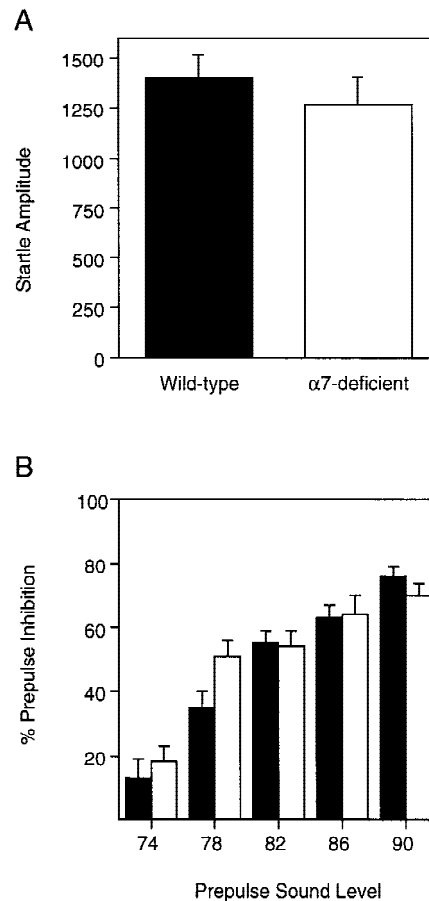 A
1500
1250
1000
750
500
250
0
Startle Amplitude
Wild-type α7-deficient
B
100
80
60
40
20
% Prepulse Inhibition
74 78 82 86 90
Prepulse Sound Level